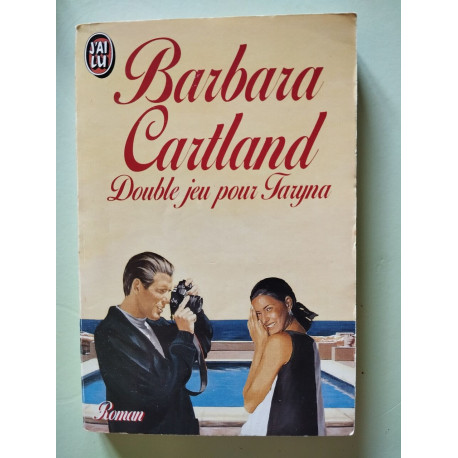 J'AI
LU
Barbara
Cartland
Double jeu pour Taryna
Roman